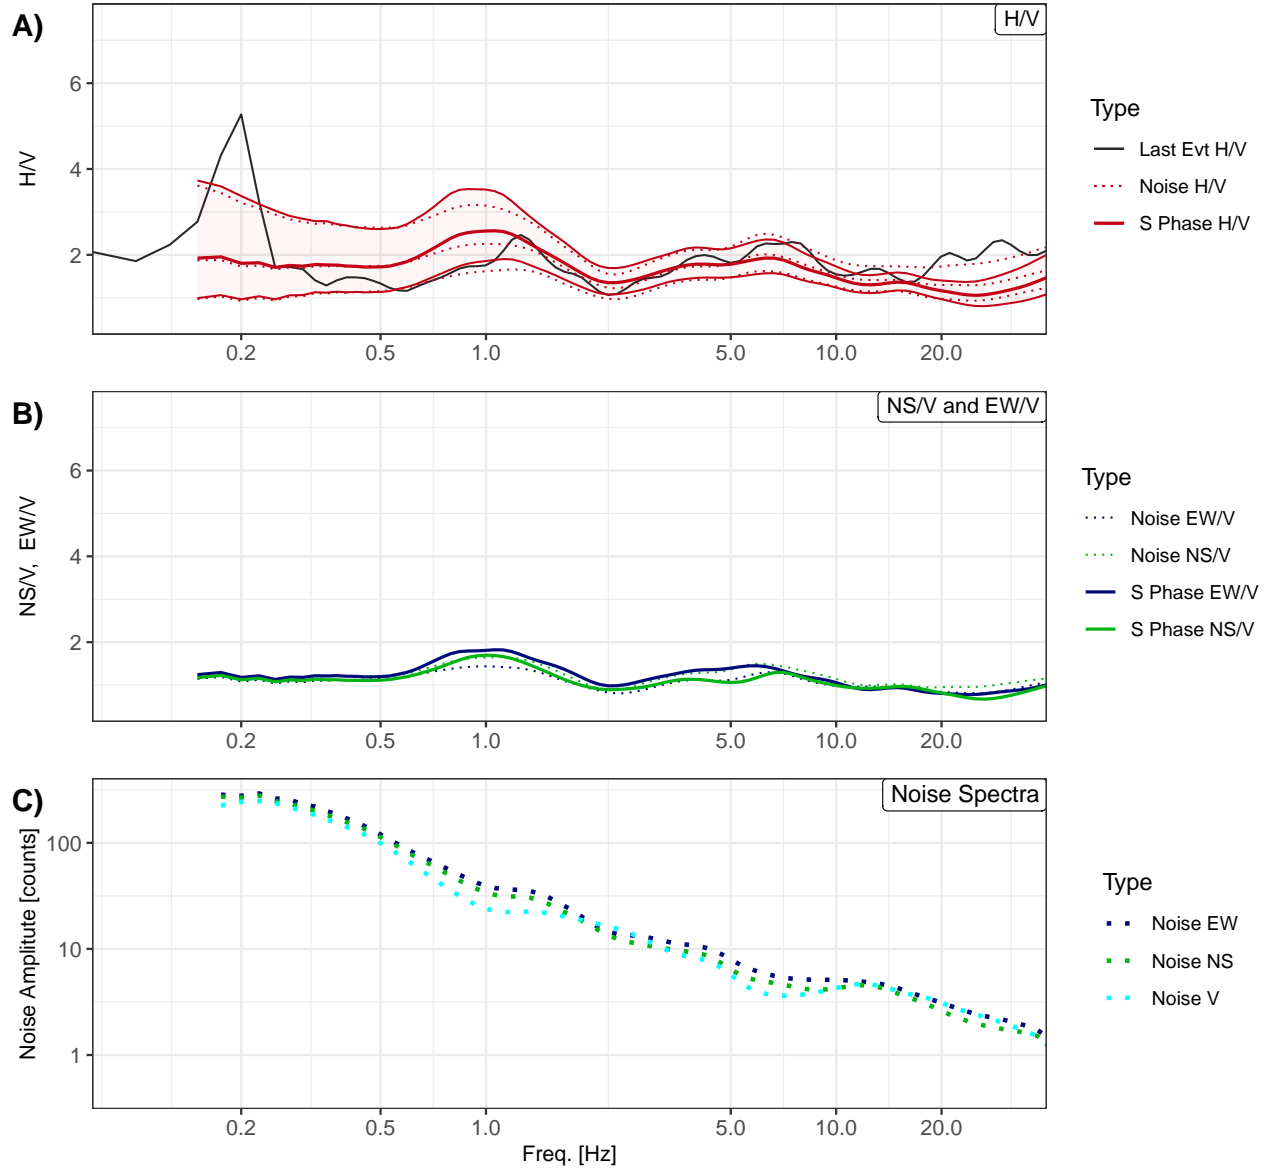 A)
H/V
6
4
2
H/V
0.2 0.5 1.0 5.0 10.0 20.0
Type
Last Evt H/V
Noise H/V
S Phase H/V
B)
NS/V and EW/V
6
4
2
NS/V, EW/V
0.2 0.5 1.0 5.0 10.0 20.0
Type
Noise EW/V
Noise NS/V
S Phase EW/V
S Phase NS/V
C)
Noise Spectra
100
10
1
Noise Amplitute [counts]
0.2 0.5 1.0 5.0 10.0 20.0
Freq. [Hz]
Type
Noise EW
Noise NS
Noise V